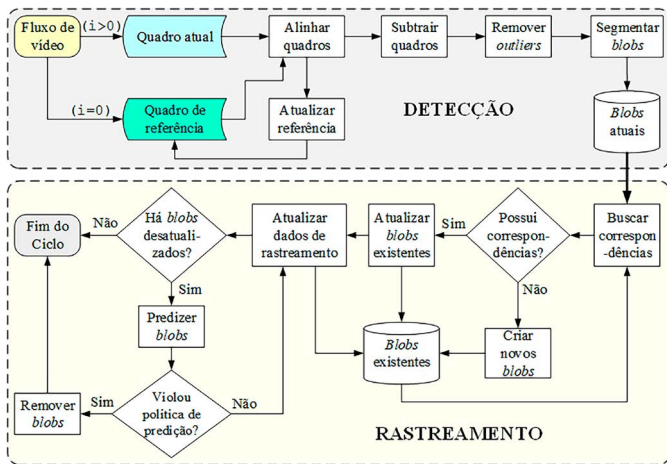 Fluxo de
vídeo
(i>0)
Quadro atual
Alinhar
quadros
Subtrair
quadros
Remover
outliers
Segmentar
blobs
(i=0)
Quadro de
referência
Atualizar
referência
DETECÇÃO
Blobs
atuais
Fim do
Ciclo
Não
Há blobs
desatuali-
zados?
Atualizar
dados de
rastreamento
Atualizar
blobs
existentes
Sim
Possui
correspon-
dências?
Buscar
correspon
-dências
Sim
Não
Predizer
blobs
Blobs
existentes
Criar
novos
blobs
Remover
blobs
Sim
Violou
política de
predição?
Não
RASTREAMENTO